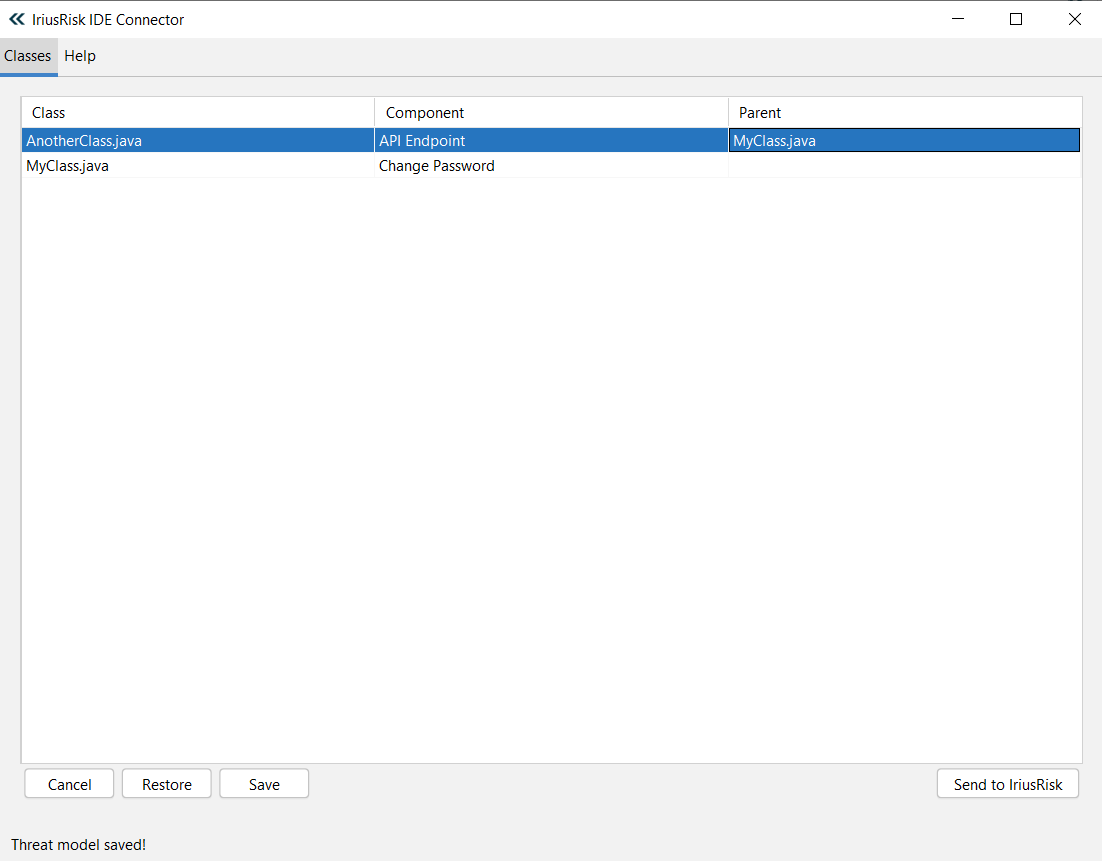 IriusRisk IDE Connector
Classes Help
Class Component Parent
AnotherClass.java API Endpoint MyClass.java
MyClass.java Change Password
Cancel Restore Save Send to IriusRisk
Threat model saved!